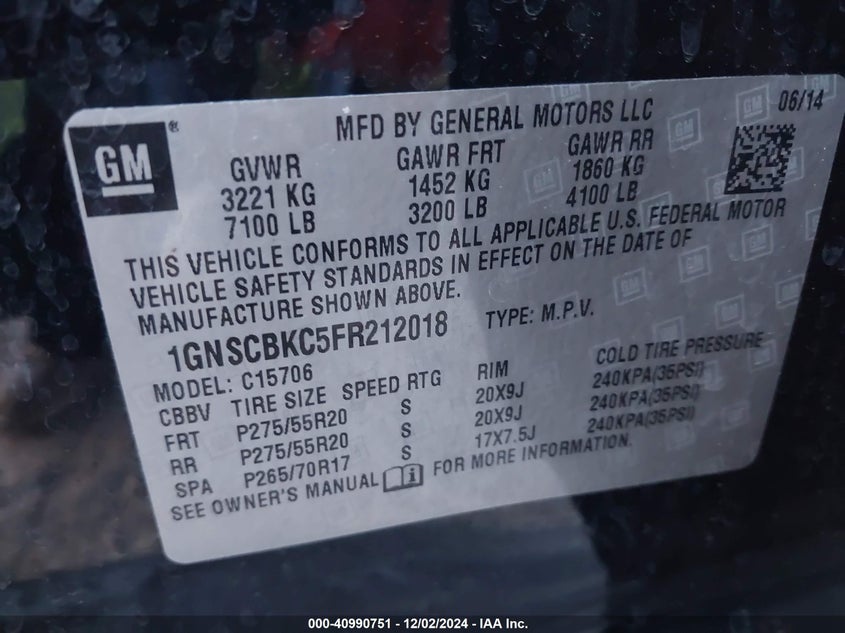 GM ®
MFD BY GENERAL MOTORS LLC
06/14
GVWR GAWR FRT GAWR RR
3221 KG 1452 KG 1860 KG
7100 LB 3200 LB 4100 LB
THIS VEHICLE CONFORMS TO ALL APPLICABLE U.S. FEDERAL MOTOR
VEHICLE SAFETY STANDARDS IN EFFECT ON THE DATE OF
MANUFACTURE SHOWN ABOVE.
1GNSCBKC5FR212018 TYPE: M.P.V.
MODEL: C15706
CBBV TIRE SIZE SPEED RTG RIM COLD TIRE PRESSURE
FRT P275/55R20 S 20X9J 240KPA(35PSI)
RR P275/55R20 S 20X9J 240KPA(35PSI)
SPA P265/70R17 S 17X7.5J 240KPA(35PSI)
SEE OWNER'S MANUAL FOR MORE INFORMATION.
000-40990751 - 12/02/2024 - IAA Inc.